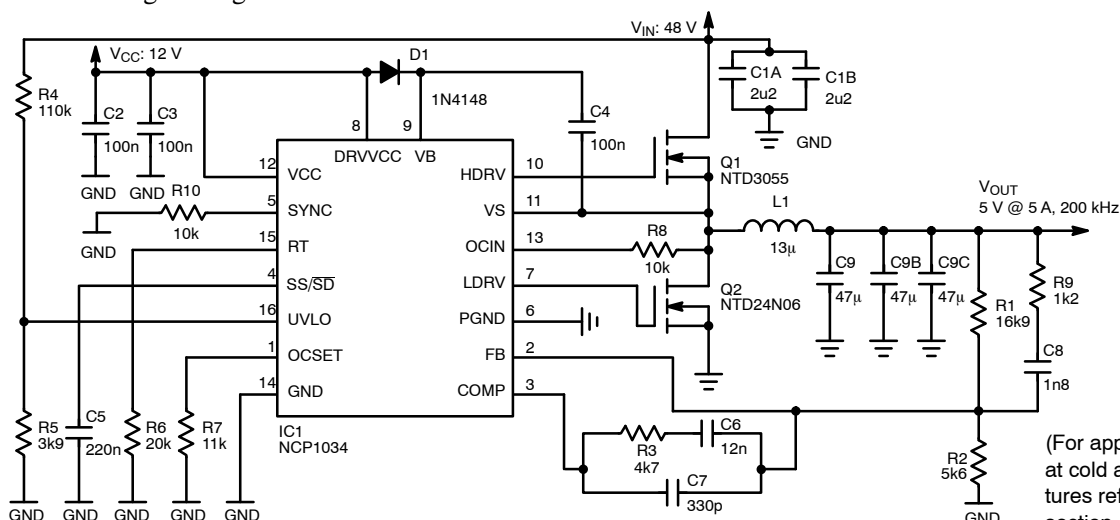 V_IN: 48 V
V_CC: 12 V
D1
1N4148
R4
110k
C2
100n
C3
100n
C4
100n
C1A
2u2
C1B
2u2
GND
GND
GND
8
9
DRVVCC
VB
12
VCC
HDRV
10
Q1
NTD3055
R10
10k
GND
5
SYNC
VS
11
L1
13μ
V_OUT
5 V @ 5 A, 200 kHz
15
RT
OCIN
13
R8
10k
4
SS/SD
LDRV
7
Q2
NTD24N06
C9
47μ
C9B
47μ
C9C
47μ
R9
1k2
R1
16k9
16
UVLO
PGND
6
1
OCSET
FB
2
C8
1n8
14
GND
COMP
3
R5
3k9
C5
220n
R6
20k
R7
11k
IC1
NCP1034
R3
4k7
C6
12n
C7
330p
R2
5k6
(For app
at cold a
tures ref
GND
GND
GND
GND
GND
GND